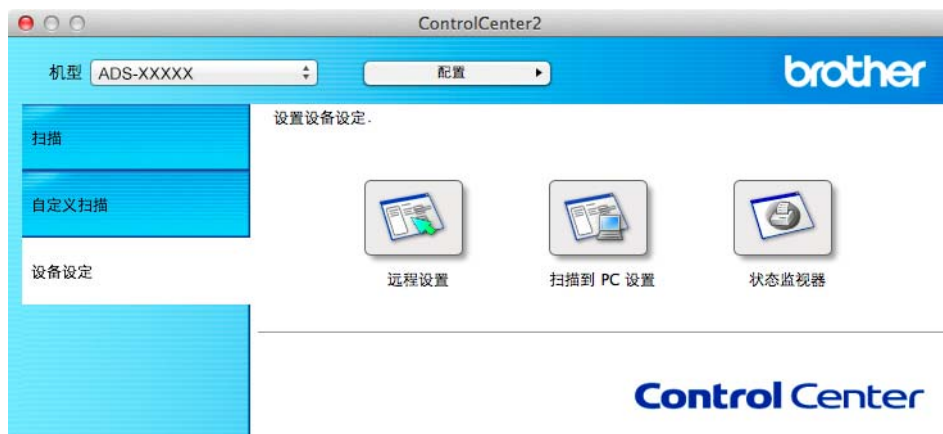 ControlCenter2
机型 ADS-XXXXX 配置
brother
扫描
自定义扫描
设备设定
设置设备设定.
远程设置 扫描到 PC 设置 状态监视器
Control Center